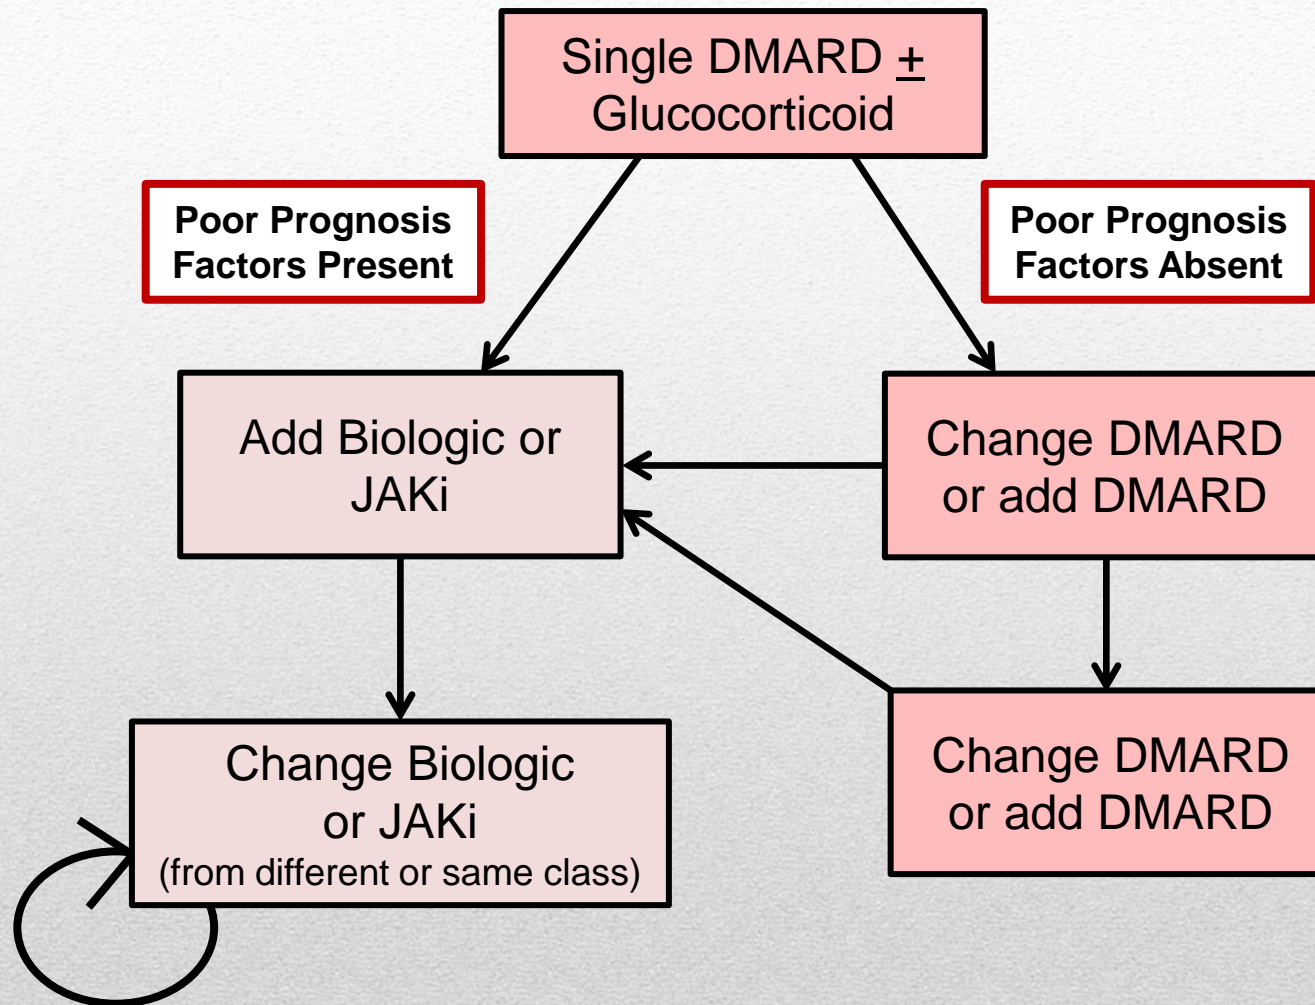 Single DMARD ±
Glucocorticoid
Poor Prognosis
Factors Present
Poor Prognosis
Factors Absent
Add Biologic or
JAKi
Change DMARD
or add DMARD
Change Biologic
or JAKi
(from different or same class)
Change DMARD
or add DMARD